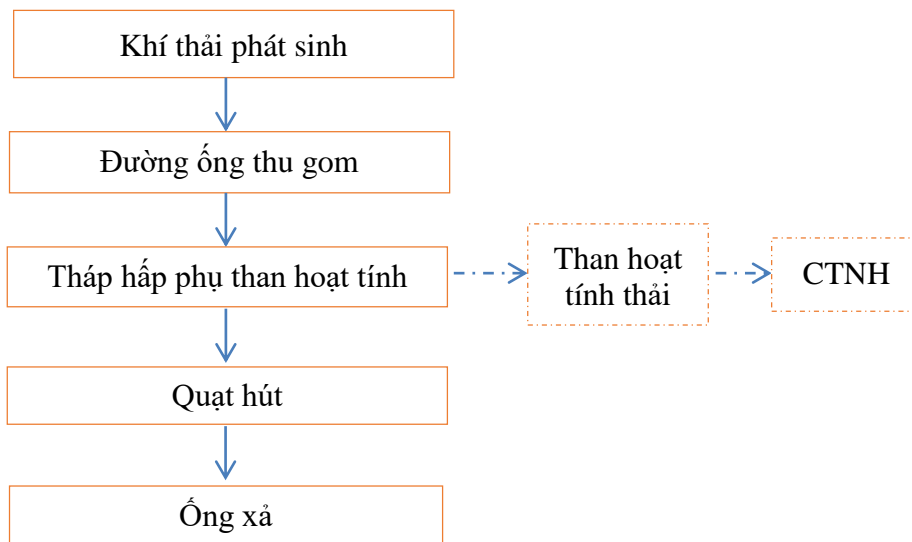 Khí thải phát sinh
Đường ống thu gom
Tháp hấp phụ than hoạt tính
Than hoạt
tính thải
CTNH
Quạt hút
Ống xả